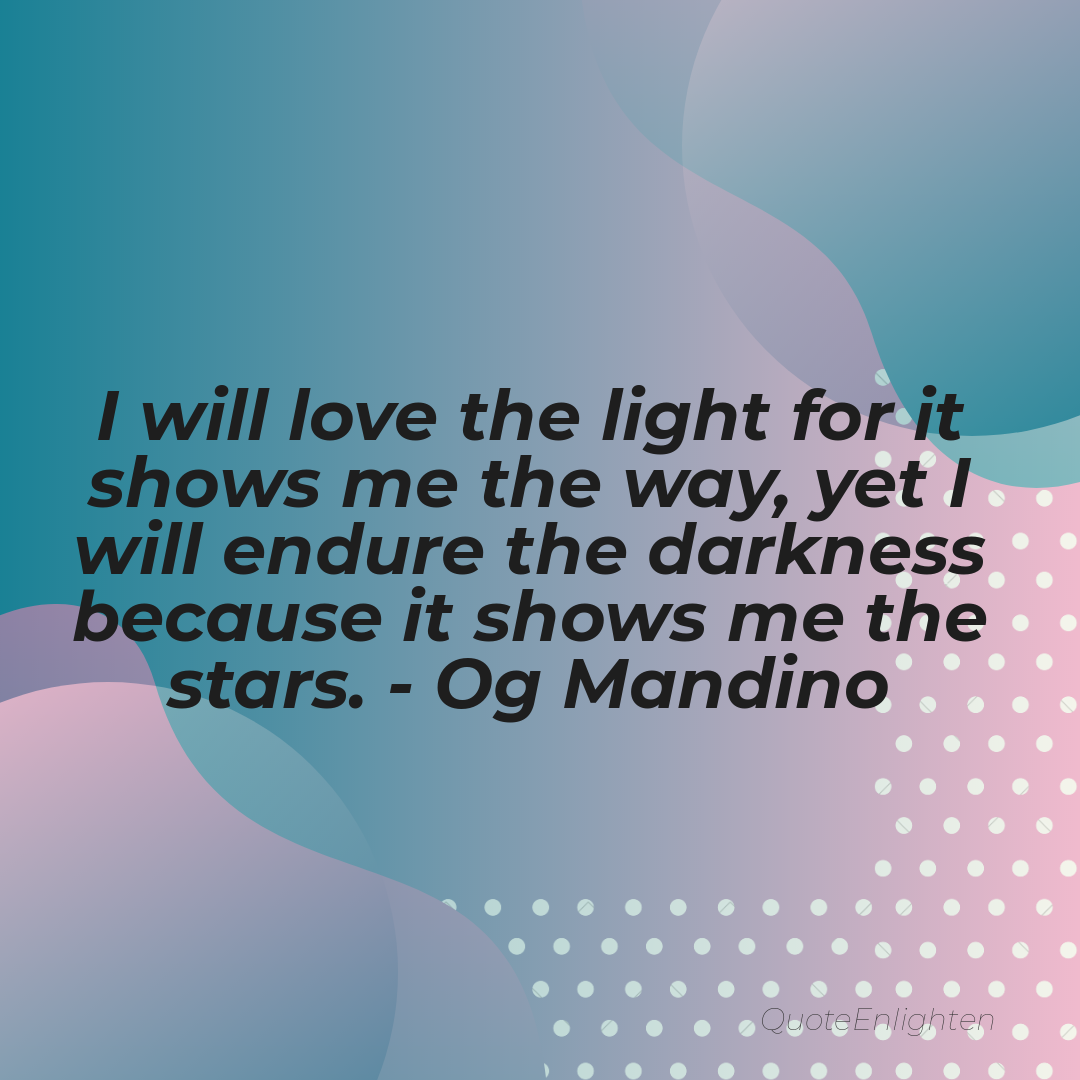 I will love the light for it
shows me the way, yet I
will endure the darkness
because it shows me the
stars. - Og Mandino
QuoteEnlighten